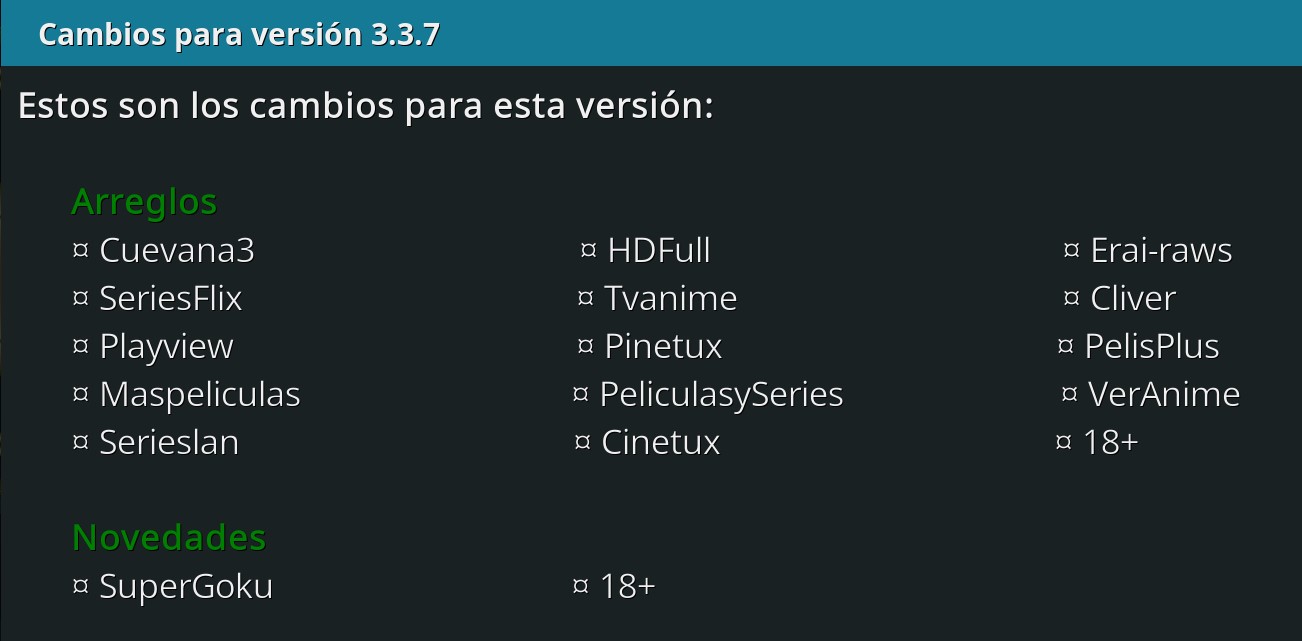 Cambios para versión 3.3.7
Estos son los cambios para esta versión:
Arreglos
¤ Cuevana3 ¤ HDFull ¤ Erai-raws
¤ SeriesFlix ¤ Tvanime ¤ Cliver
¤ Playview ¤ Pinetux ¤ PelisPlus
¤ Maspeliculas ¤ PeliculasySeries ¤ VerAnime
¤ Serieslan ¤ Cinetux ¤ 18+
Novedades
¤ SuperGoku ¤ 18+